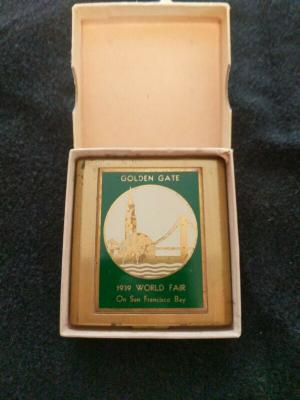 GOLDEN GATE
1939 WORLD FAIR
On San Francisco Bay